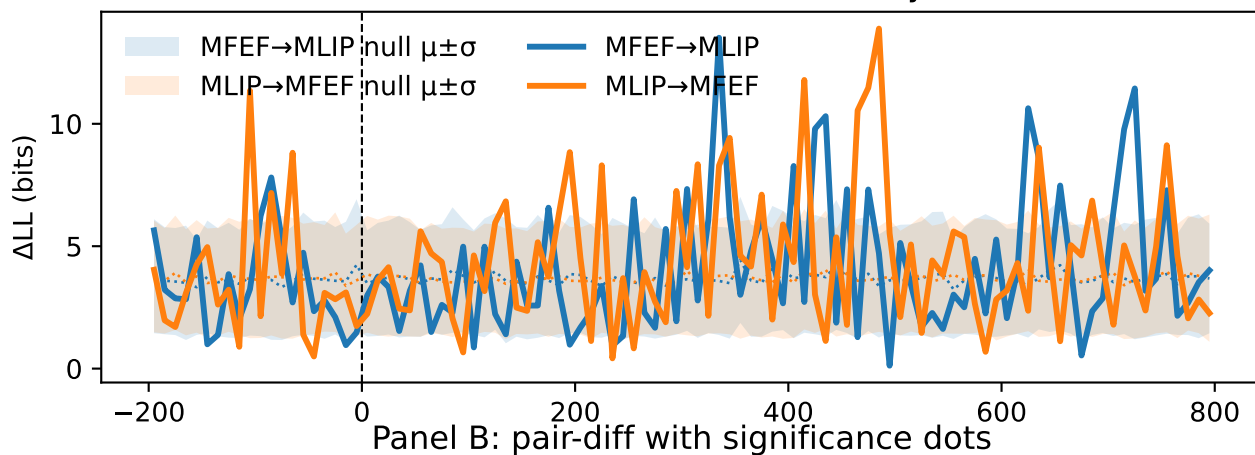 MFEF→MLIP null μ±σ
MLIP→MFEF null μ±σ
MFEF→MLIP
MLIP→MFEF
ΔLL (bits)
10
5
0
−200 0 200 400 600 800
Panel B: pair-diff with significance dots